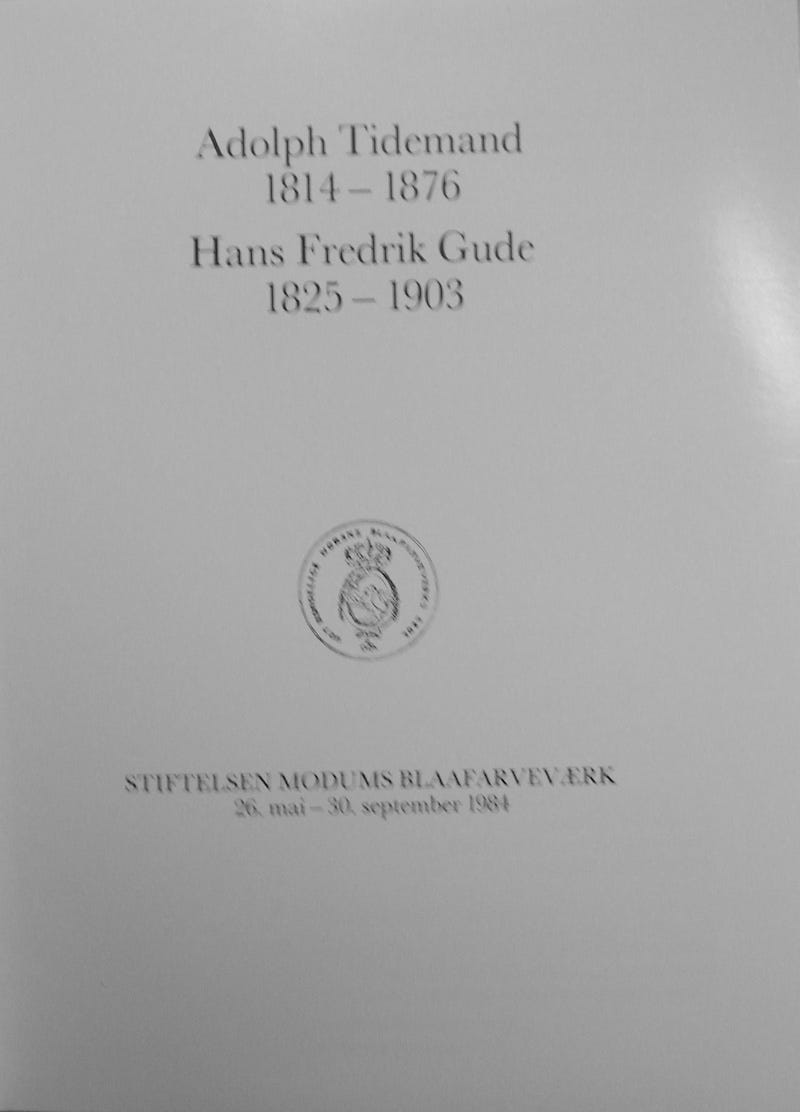 Adolph Tidemand
1814 – 1876
Hans Fredrik Gude
1825 – 1903
STIFTELSEN MODUMS BLAAFARVEVÆRK
26. mai – 30. september 1984